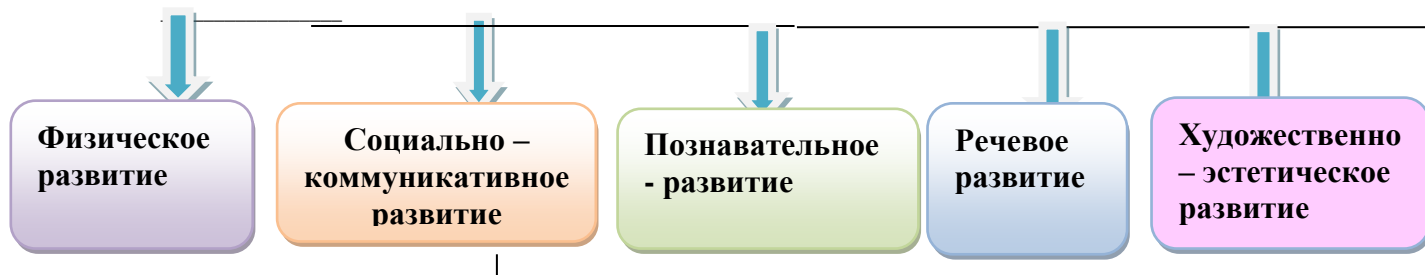 Физическое
развитие
Социально –
коммуникативное
развитие
Познавательное
- развитие
Речевое
развитие
Художественно
– эстетическое
развитие